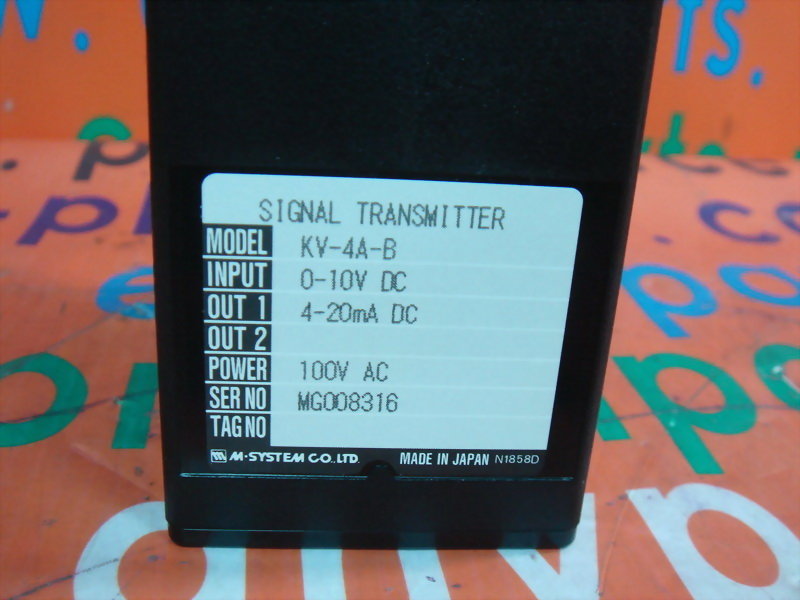 SIGNAL TRANSMITTER
MODEL KV-4A-B
INPUT 0-10V DC
OUT 1 4-20mA DC
OUT 2
POWER 100V AC
SER NO MG008316
TAG NO
M-SYSTEM CO.,LTD. MADE IN JAPAN N1858D